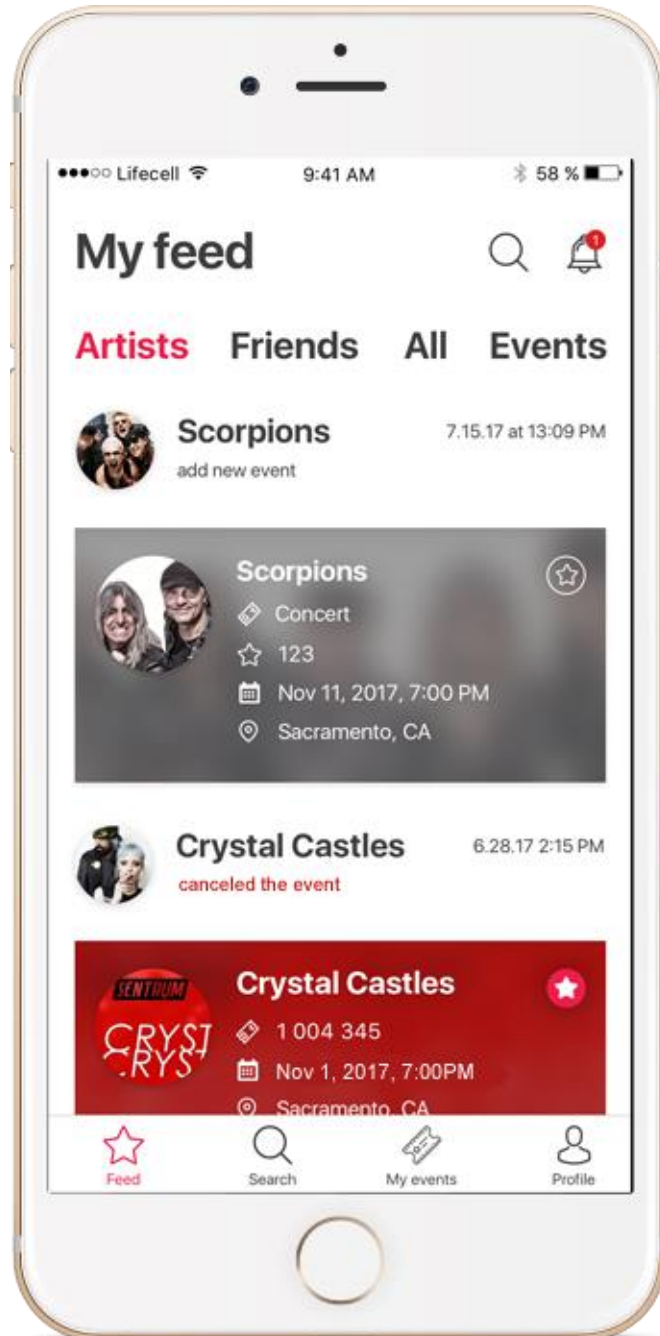 Lifecell 9:41 AM 58 %
My feed
1
Artists Friends All Events
Scorpions 7.15.17 at 13:09 PM
add new event
Scorpions
Concert
123
Nov 11, 2017, 7:00 PM
Sacramento, CA
Crystal Castles 6.28.17 2:15 PM
canceled the event
SENTRUM
CRYST
CRYST
Crystal Castles
1 004 345
Nov 1, 2017, 7:00PM
Sacramento, CA
Feed Search My events Profile